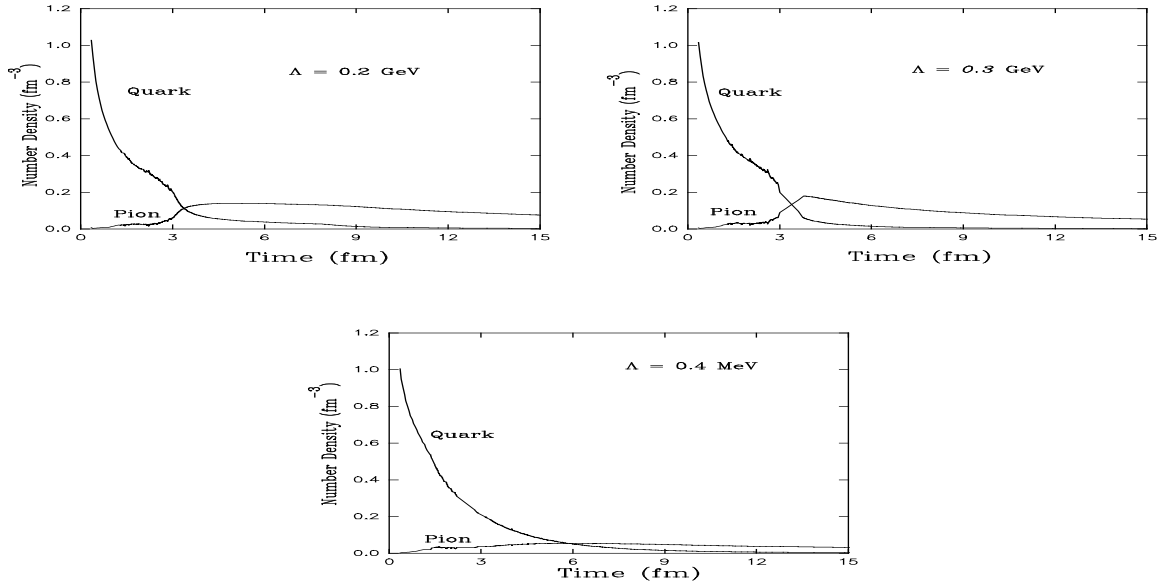 1.2
1.0
0.8
0.6
0.4
0.2
0.0
Number Density (fm⁻³)
Λ = 0.2 GeV
Quark
Pion
0 3 6 9 12 15
Time (fm)
1.2
1.0
0.8
0.6
0.4
0.2
0.0
Number Density (fm⁻³)
Λ = 0.3 GeV
Quark
Pion
0 3 6 9 12 15
Time (fm)
1.2
1.0
0.8
0.6
0.4
0.2
0.0
Number Density (fm⁻³)
Λ = 0.4 MeV
Quark
Pion
0 3 6 9 12 15
Time (fm)